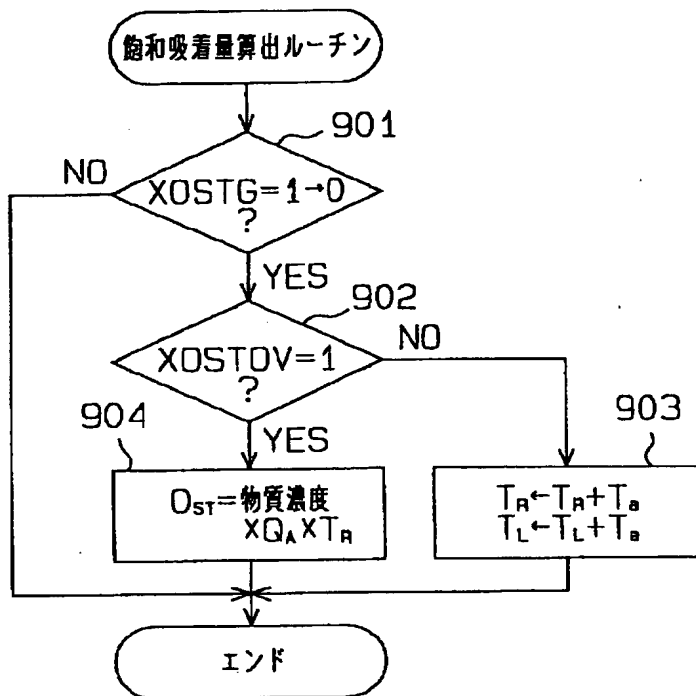 飽和吸着量算出ルーチン
901
NO
XOSTG=1→0
?
YES
902
XOSTOV=1
?
NO
904
YES
903
OST=物質濃度
×QA×TR
TR←TR+Ta
TL←TL+Ta
エンド